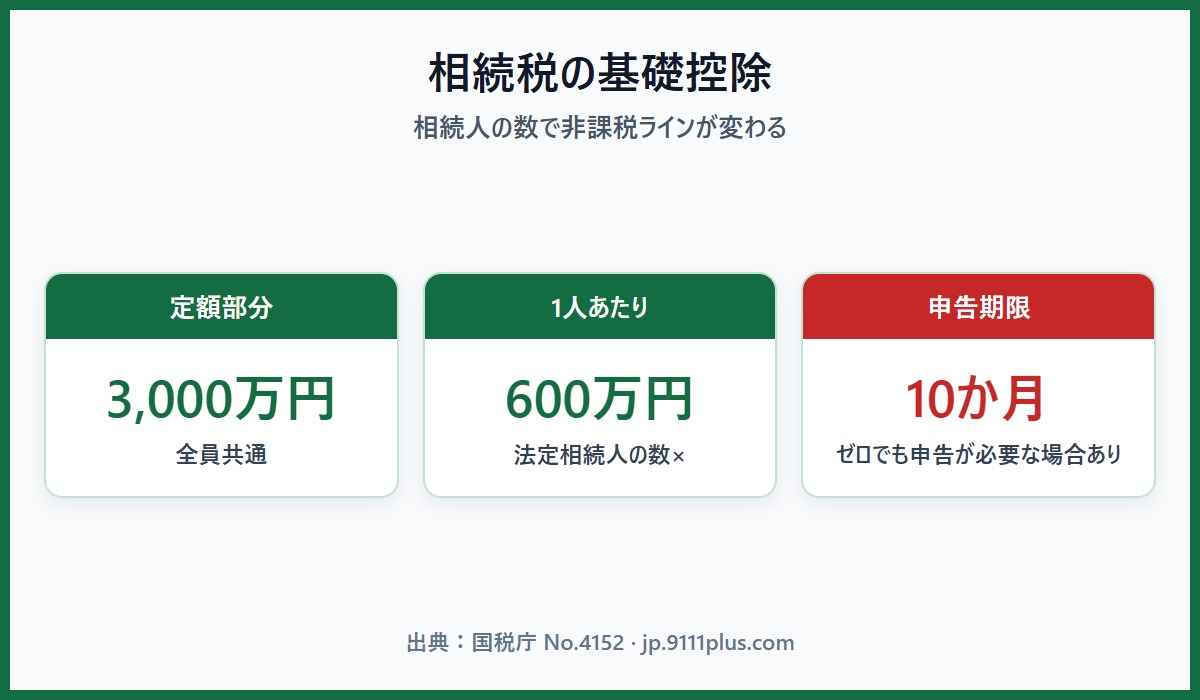 相続税の基礎控除
相続人の数で非課税ラインが変わる
定額部分
3,000万円
全員共通
1人あたり
600万円
法定相続人の数×
申告期限
10か月
ゼロでも申告が必要な場合あり
出典：国税庁 No.4152 · jp.9111plus.com